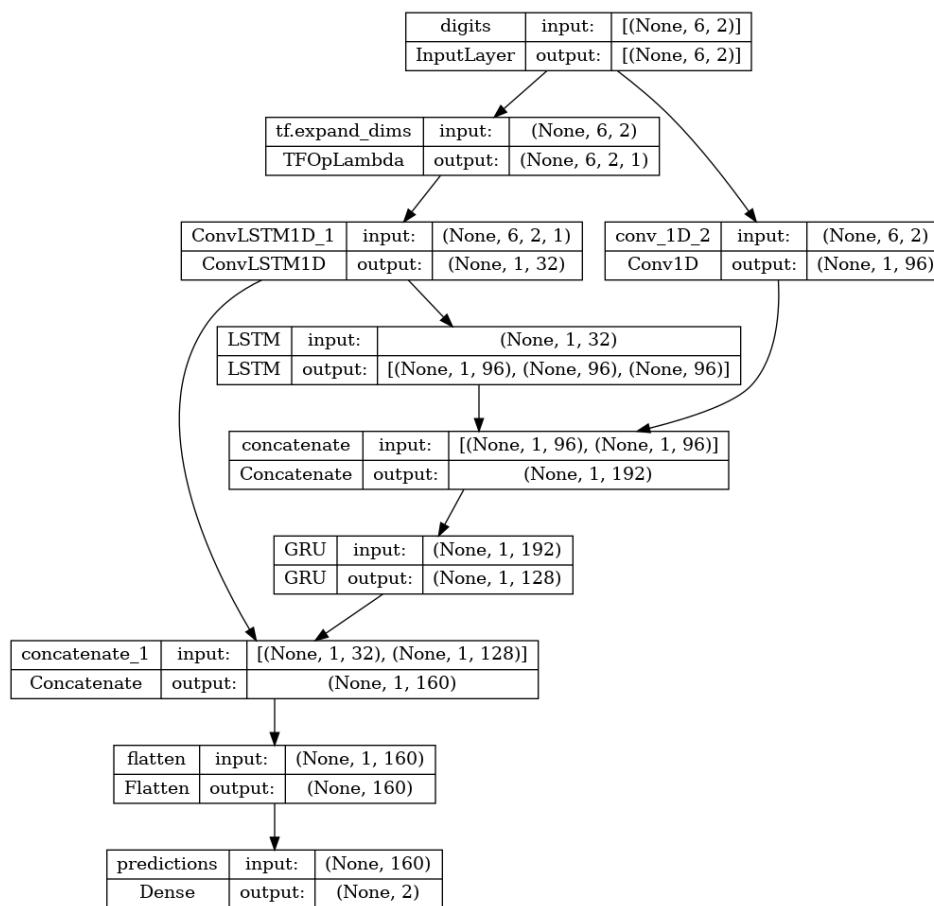 digits input: [(None, 6, 2)]
InputLayer output: [(None, 6, 2)]
tf.expand_dims input: (None, 6, 2)
TFOpLambda output: (None, 6, 2, 1)
ConvLSTM1D_1 input: (None, 6, 2, 1)
ConvLSTM1D output: (None, 1, 32)
conv_1D_2 input: (None, 6, 2)
Conv1D output: (None, 1, 96)
LSTM input: (None, 1, 32)
LSTM output: [(None, 1, 96), (None, 96), (None, 96)]
concatenate input: [(None, 1, 96), (None, 1, 96)]
Concatenate output: (None, 1, 192)
GRU input: (None, 1, 192)
GRU output: (None, 1, 128)
concatenate_1 input: [(None, 1, 32), (None, 1, 128)]
Concatenate output: (None, 1, 160)
flatten input: (None, 1, 160)
Flatten output: (None, 160)
predictions input: (None, 160)
Dense output: (None, 2)